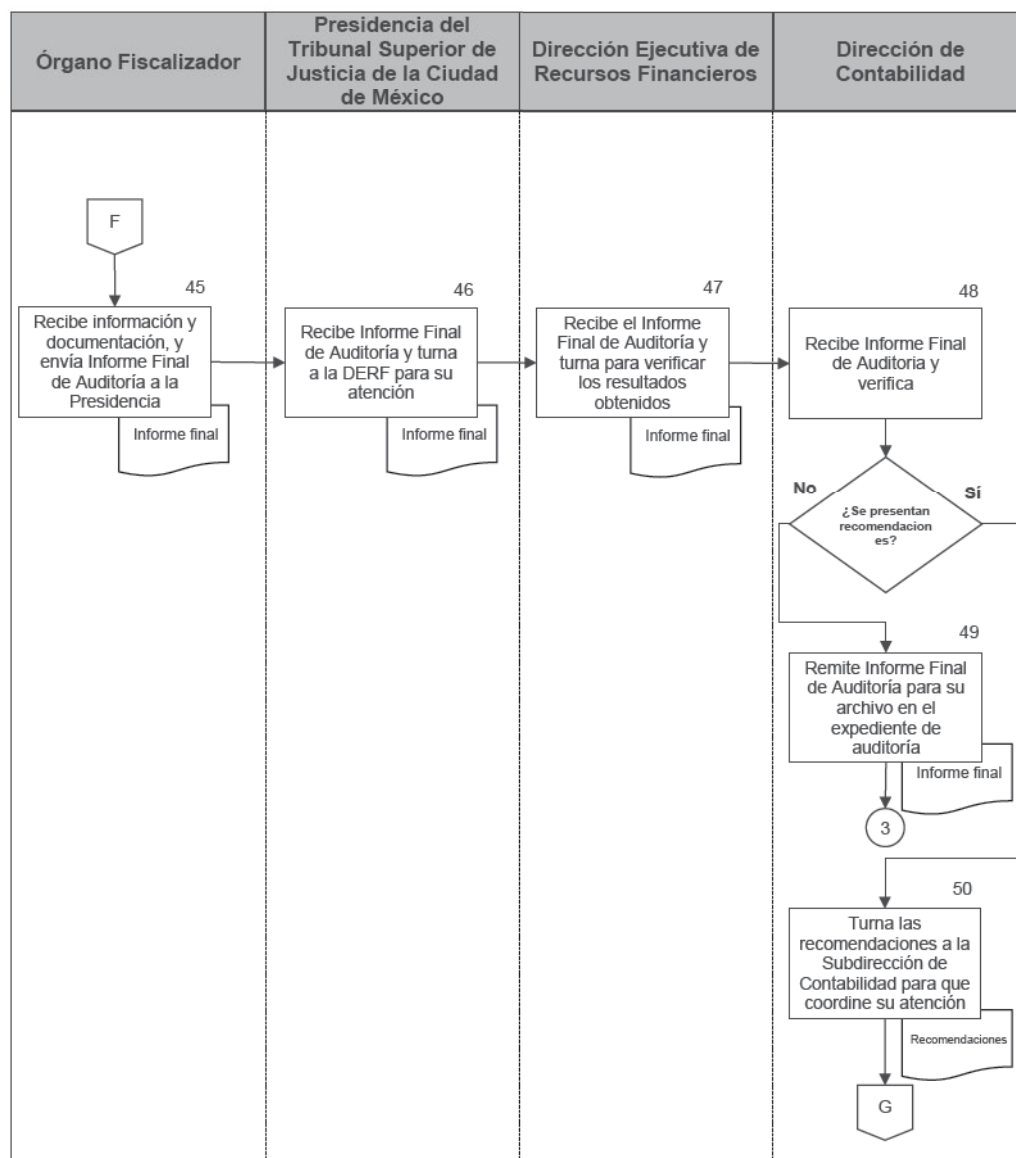 Órgano Fiscalizador
Presidencia del
Tribunal Superior de
Justicia de la Ciudad
de México
Dirección Ejecutiva de
Recursos Financieros
Dirección de
Contabilidad
F
45
Recibe información y
documentación, y
envía Informe Final
de Auditoría a la
Presidencia
Informe final
46
Recibe Informe Final
de Auditoría y turna
a la DERF para su
atención
Informe final
47
Recibe el Informe
Final de Auditoría y
turna para verificar
los resultados
obtenidos
Informe final
48
Recibe Informe Final
de Auditoria y
verifica
No
Sí
¿Se presentan
recomendacion
es?
49
Remite Informe Final
de Auditoría para su
archivo en el
expediente de
auditoría
Informe final
3
50
Turna las
recomendaciones a la
Subdirección de
Contabilidad para que
coordine su atención
Recomendaciones
G